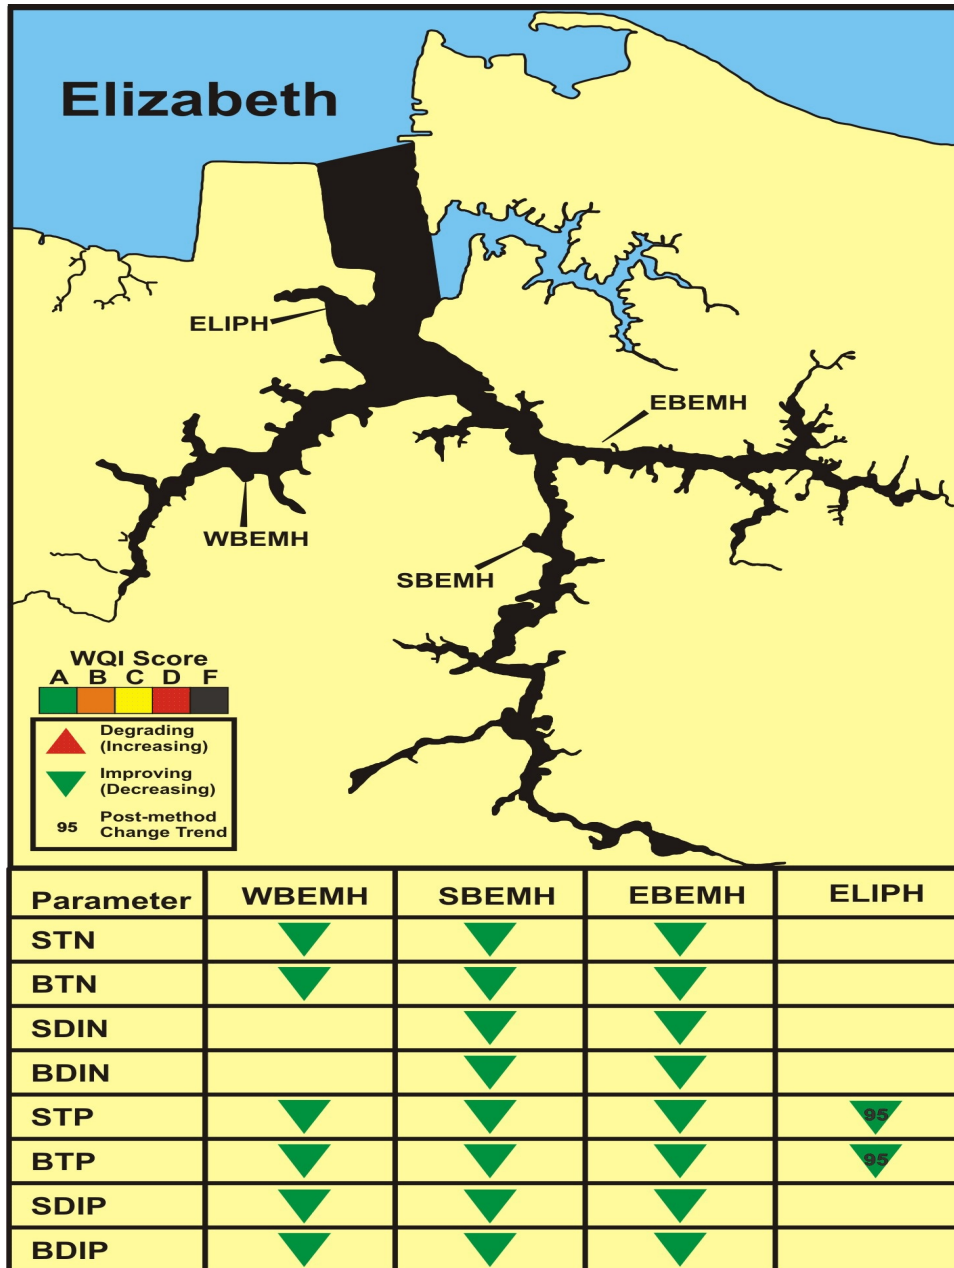 Elizabeth
ELIPH
EBEMH
WBEMH
SBEMH
WQI Score
A B C D F
Degrading
(Increasing)
Improving
(Decreasing)
95 Post-method
Change Trend
Parameter WBEMH SBEMH EBEMH ELIPH
STN
BTN
SDIN
BDIN
STP 95
BTP 95
SDIP
BDIP